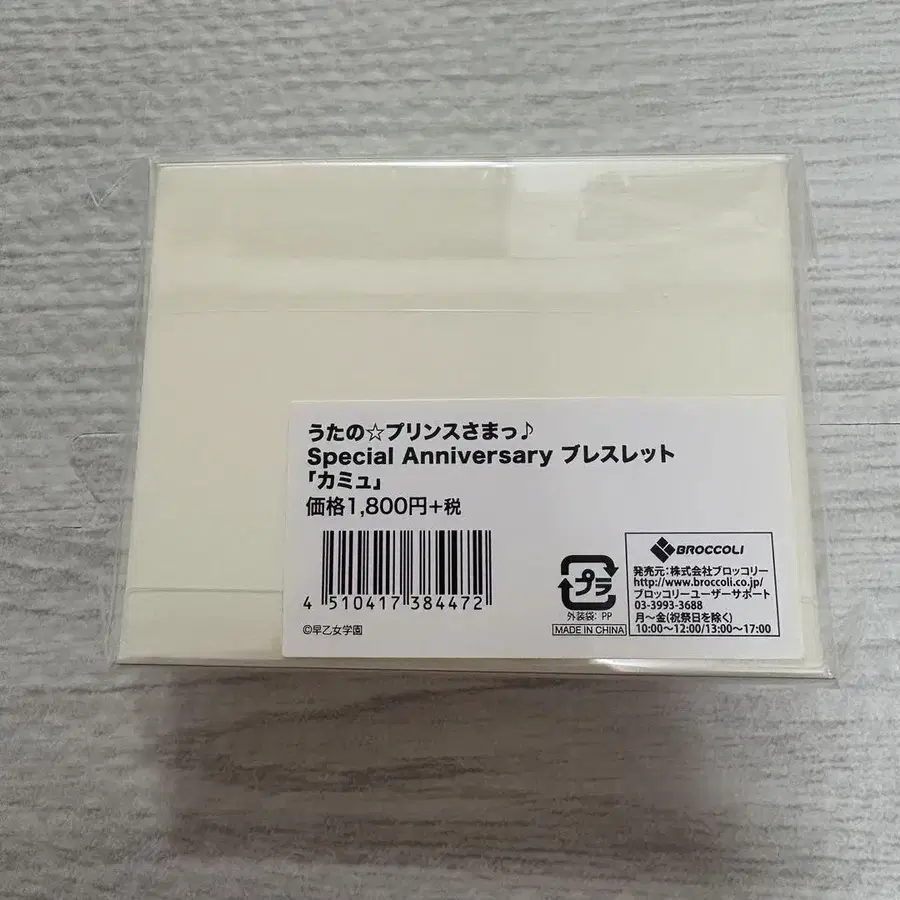 うたの☆プリンスさまっ♪
Special Anniversary ブレスレット
「カミュ」
価格1,800円+税
4 510417 384472
©早乙女学園
プラ
外装袋: PP
MADE IN CHINA
BROCCOLI
発売元:株式会社ブロッコリー
http://www.broccoli.co.jp/
ブロッコリーユーザーサポート
03-3993-3688
月〜金(祝祭日を除く)
10:00〜12:00/13:00〜17:00